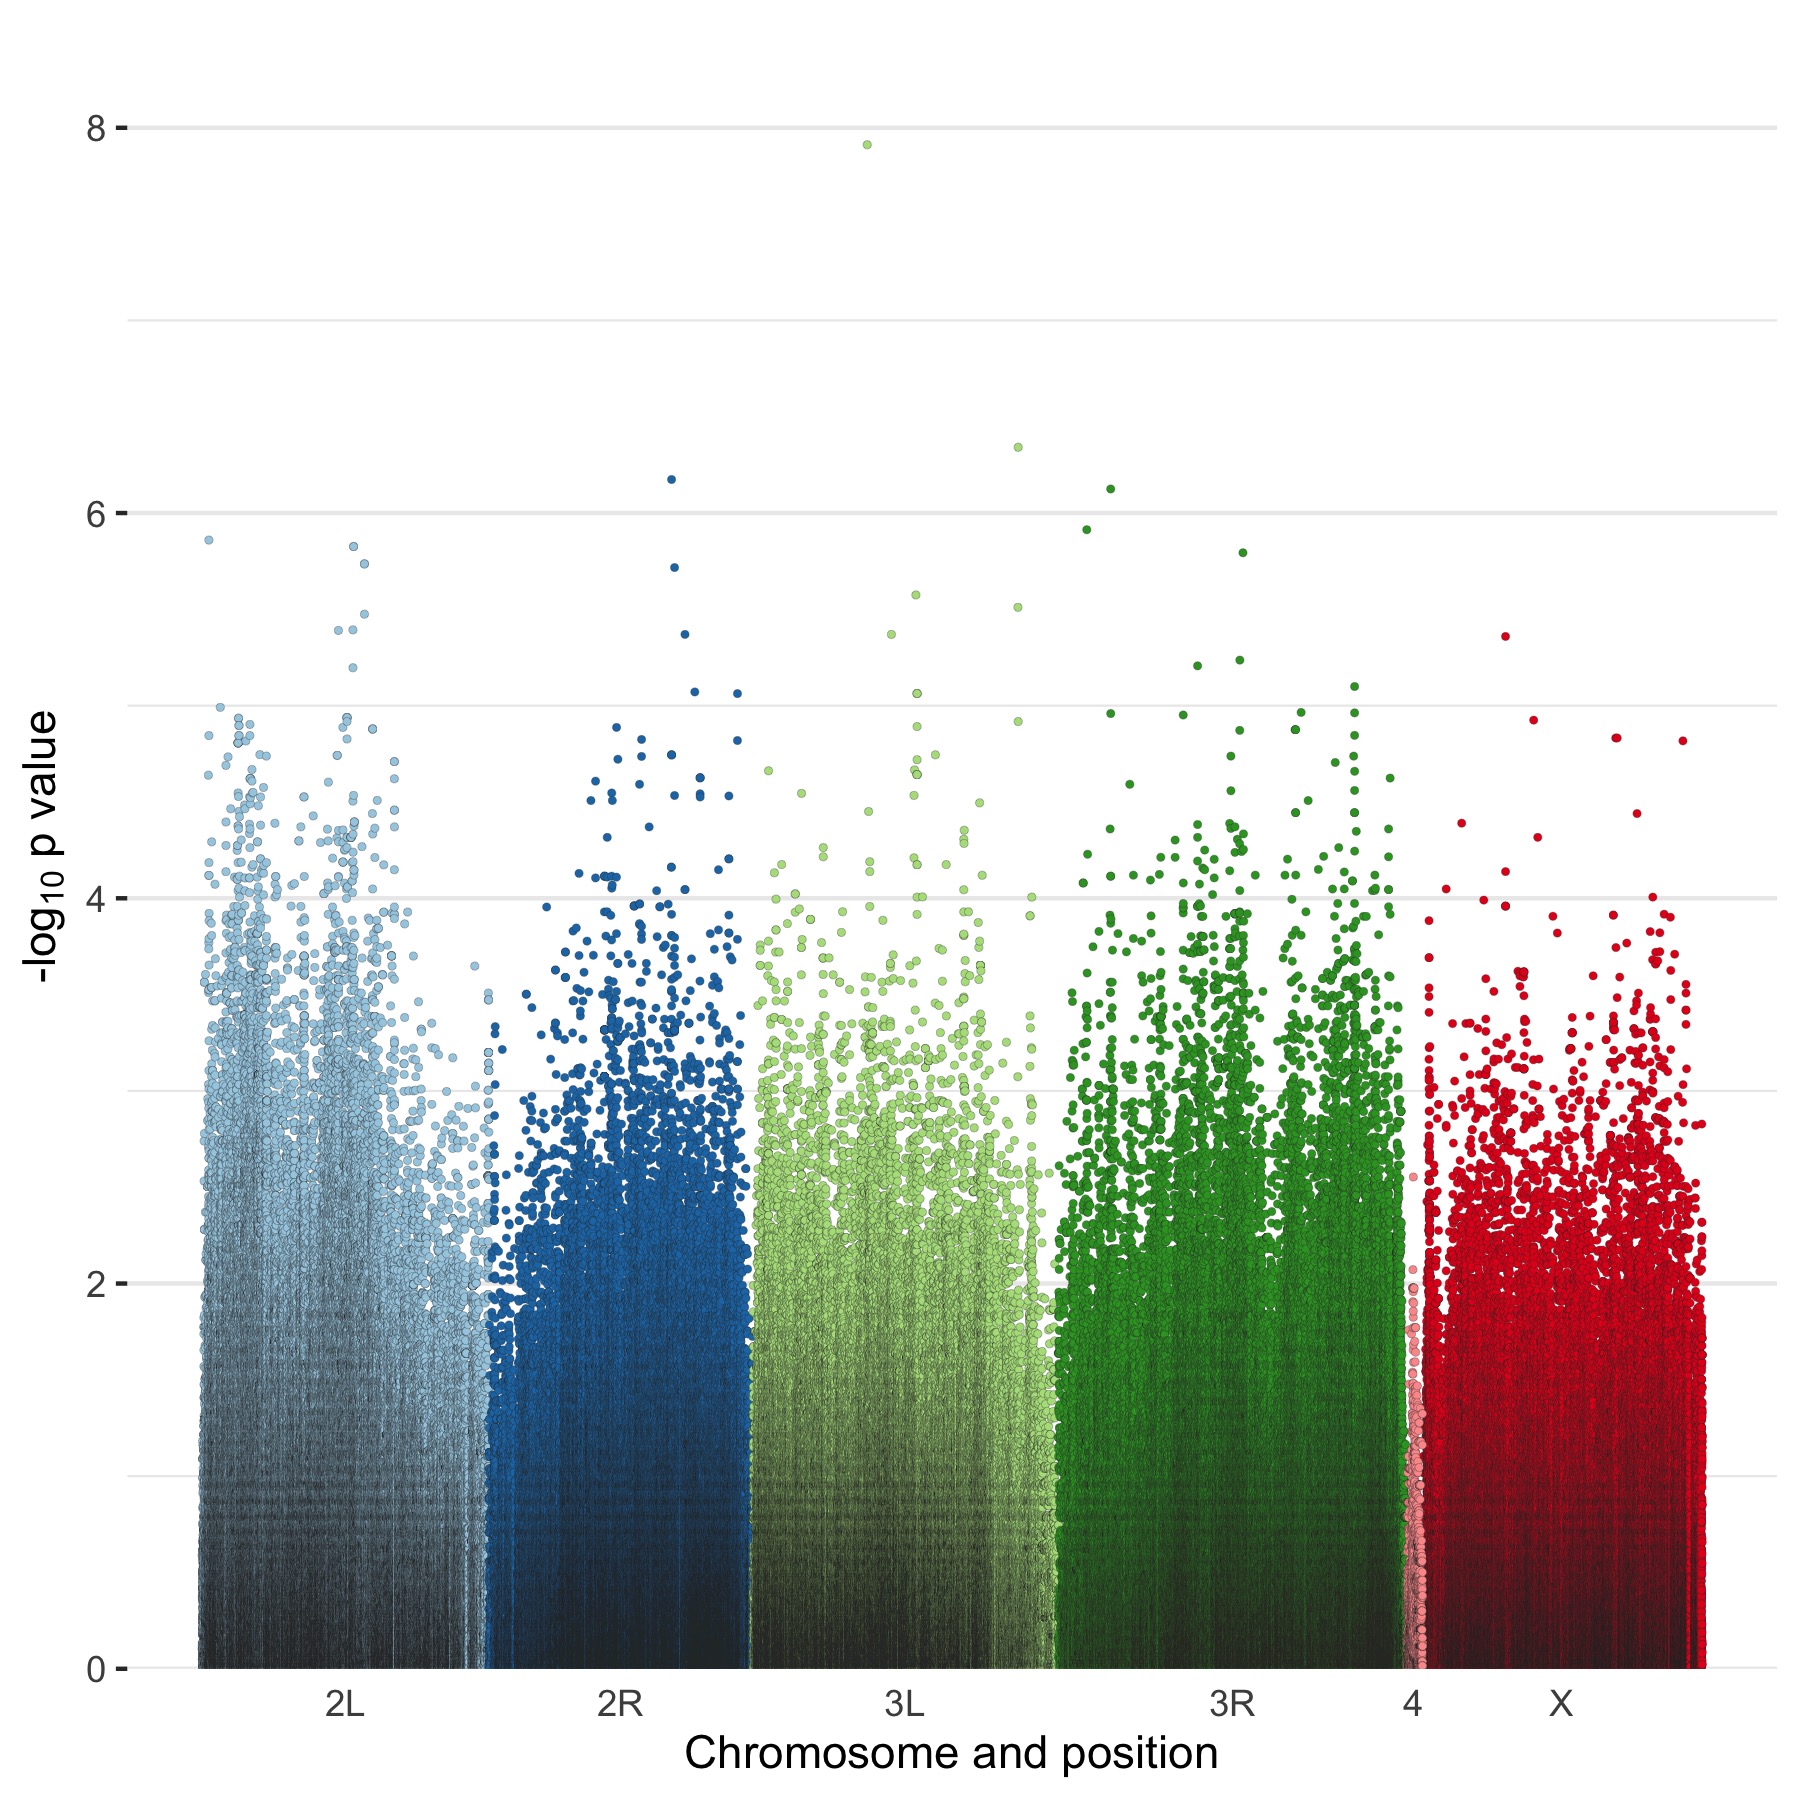 8
6
4
2
0
-log₁₀ p value
2L 2R 3L 3R 4 X
Chromosome and position